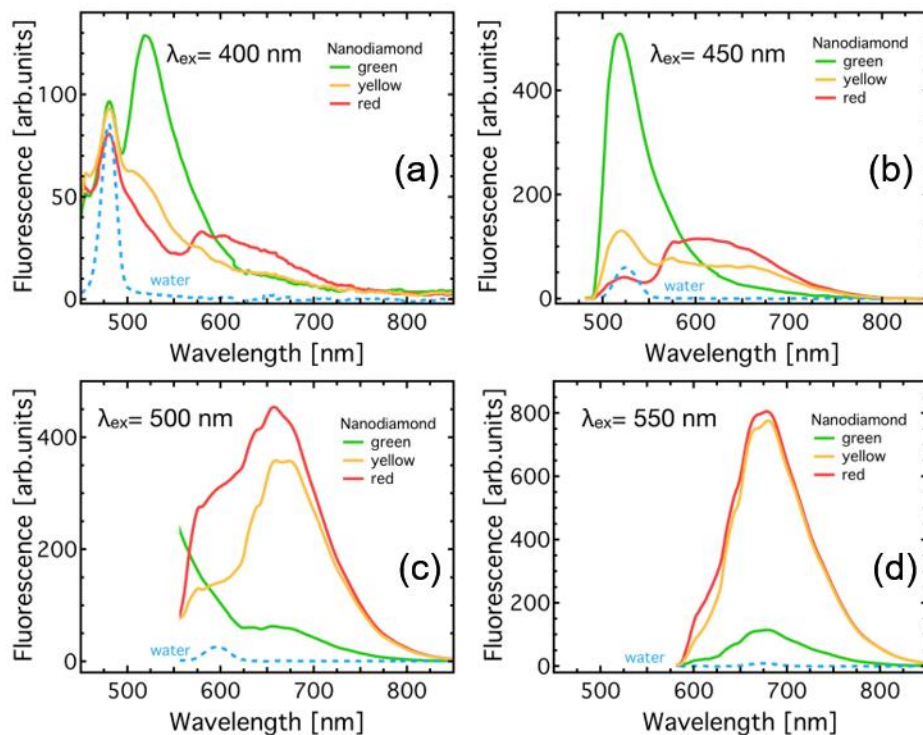 λex= 400 nm
Nanodiamond
green
yellow
red
(a)
water
Fluorescence [arb.units]
100
50
0
500 600 700 800
Wavelength [nm]
λex= 450 nm
Nanodiamond
green
yellow
red
(b)
water
Fluorescence [arb.units]
400
200
0
500 600 700 800
Wavelength [nm]
λex= 500 nm
Nanodiamond
green
yellow
red
(c)
water
Fluorescence [arb.units]
400
200
0
500 600 700 800
Wavelength [nm]
λex= 550 nm
Nanodiamond
green
yellow
red
(d)
water
Fluorescence [arb.units]
800
600
400
200
0
500 600 700 800
Wavelength [nm]